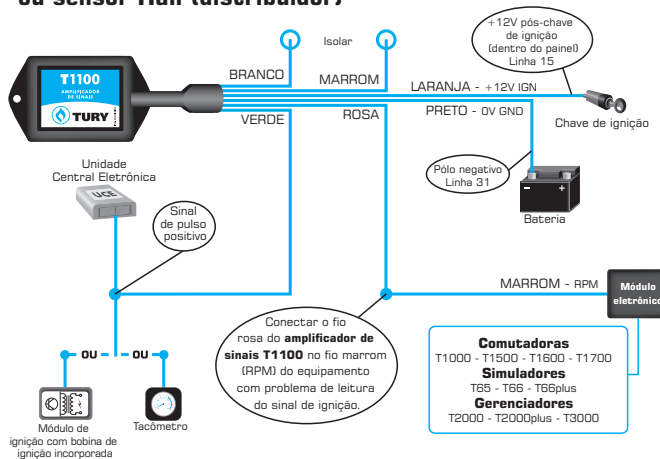 ou sensor Hall (distribuidor)
Isolar
+12V pós-chave
de ignição
(dentro do painel)
Linha 15
T1100
AMPLIFICADOR
DE SINAIS
TURY
BRANCO
MARROM
LARANJA - +12V IGN
VERDE
ROSA
PRETO - 0V GND
Chave de ignição
Unidade
Central Eletrônica
UCE
Sinal
de pulso
positivo
Pólo negativo
Linha 31
- +
Bateria
MARROM - RPM
Módulo
eletrônico
Conectar o fio
rosa do amplificador de
sinais T1100 no fio marrom
(RPM) do equipamento
com problema de leitura
do sinal de ignição.
Comutadoras
T1000 - T1500 - T1600 - T1700
Simuladores
T65 - T66 - T66plus
Gerenciadores
T2000 - T2000plus - T3000
OU
OU
Módulo de
ignição com bobina de
ignição incorporada
Tacômetro